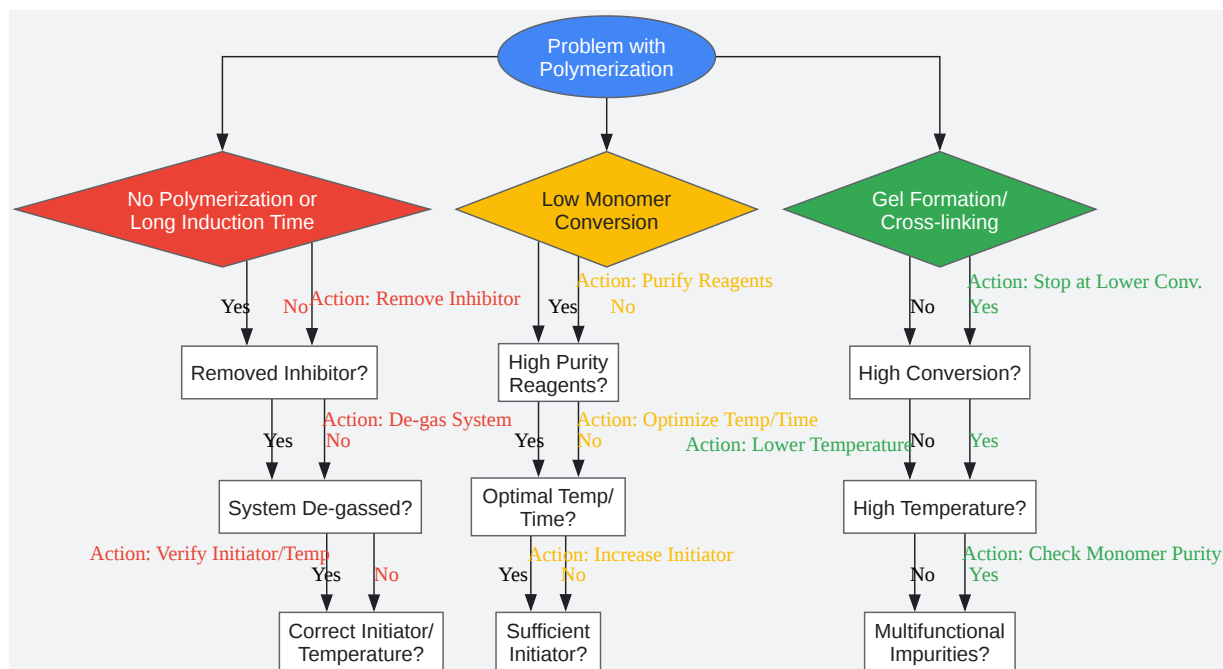 Problem with
Polymerization
No Polymerization or
Long Induction Time
Low Monomer
Conversion
Gel Formation/
Cross-linking
Yes
No
Action: Remove Inhibitor
Action: Purify Reagents
Yes
No
Action: Stop at Lower Conv.
No
Yes
Removed Inhibitor?
High Purity
Reagents?
High Conversion?
Action: De-gas System
Yes
No
Action: Optimize Temp/Time
Yes
No
Action: Lower Temperature
No
Yes
System De-gassed?
Optimal Temp/
Time?
High Temperature?
Action: Verify Initiator/Temp
Yes
No
Action: Increase Initiator
Yes
No
Action: Check Monomer Purity
No
Yes
Correct Initiator/
Temperature?
Sufficient
Initiator?
Multifunctional
Impurities?